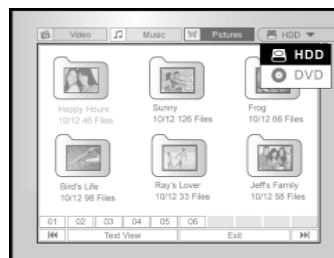 Video Music Pictures HDD
HDD
DVD
Happy Hours Sunny Frog
10/12 45 Files 10/12 126 Files 10/12 66 Files
Bird's Life Ray's Lover Jeff's Family
10/12 98 Files 10/12 33 Files 10/12 58 Files
01 02 03 04 05 06
Text View Exit